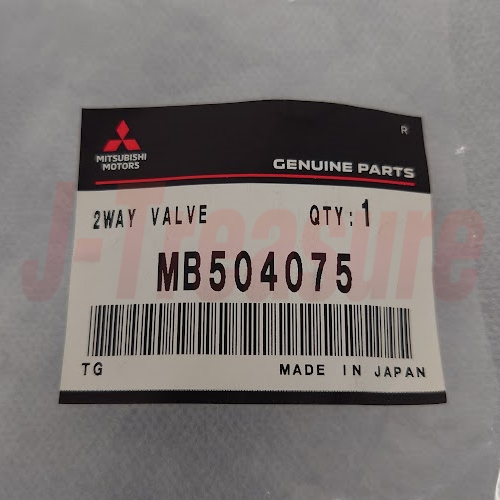 R
MITSUBISHI
MOTORS
GENUINE PARTS
2WAY VALVE QTY: 1
MB504075
J-Treasure
TG MADE IN JAPAN